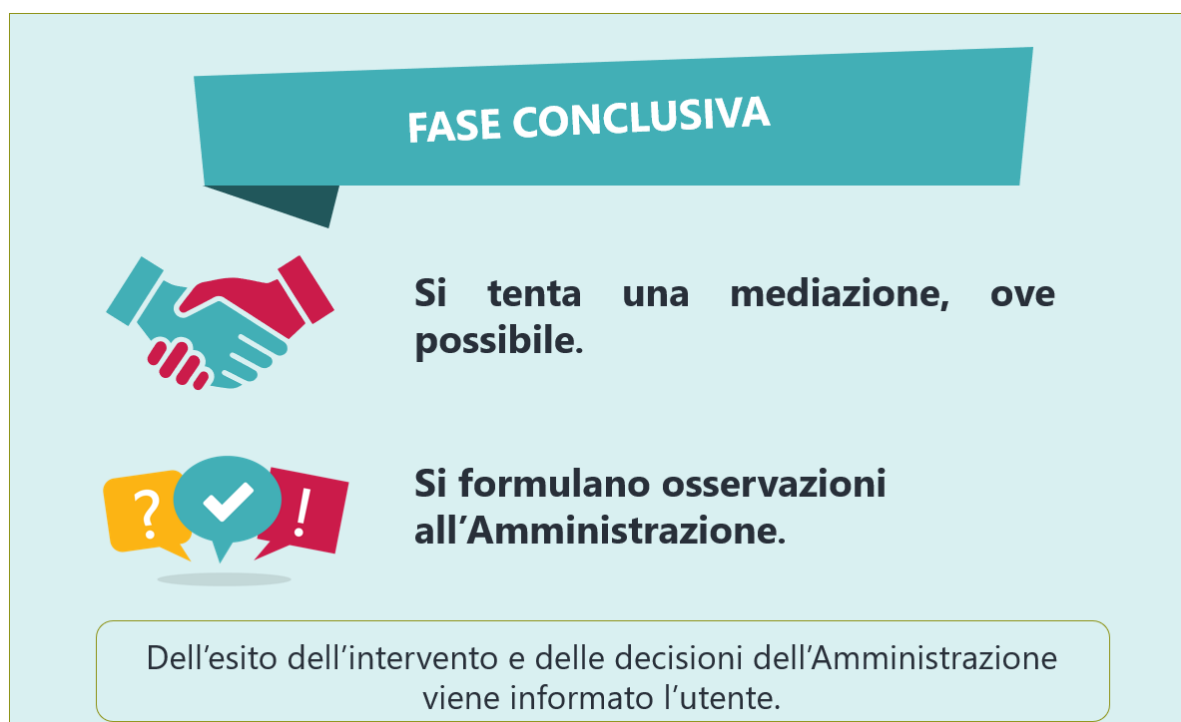 FASE CONCLUSIVA
Si tenta una mediazione, ove
possibile.
? !
Si formulano osservazioni
all’Amministrazione.
Dell’esito dell’intervento e delle decisioni dell’Amministrazione
viene informato l’utente.